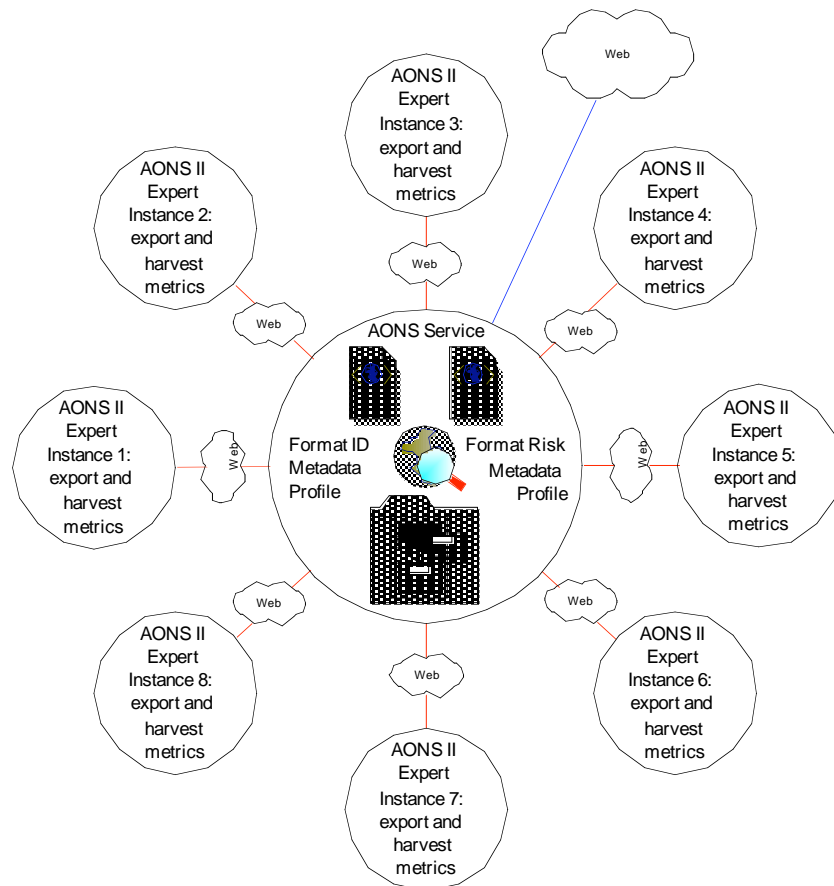 Web
AONS II
Expert
Instance 3:
export and
harvest
metrics
AONS II
Expert
Instance 2:
export and
harvest
metrics
AONS II
Expert
Instance 4:
export and
harvest
metrics
Web
Web
Web
AONS Service
AONS II
Expert
Instance 1:
export and
harvest
metrics
Web
Format ID
Metadata
Profile
Format Risk
Metadata
Profile
Web
AONS II
Expert
Instance 5:
export and
harvest
metrics
Web
Web
AONS II
Expert
Instance 8:
export and
harvest
metrics
Web
AONS II
Expert
Instance 6:
export and
harvest
metrics
AONS II
Expert
Instance 7:
export and
harvest
metrics